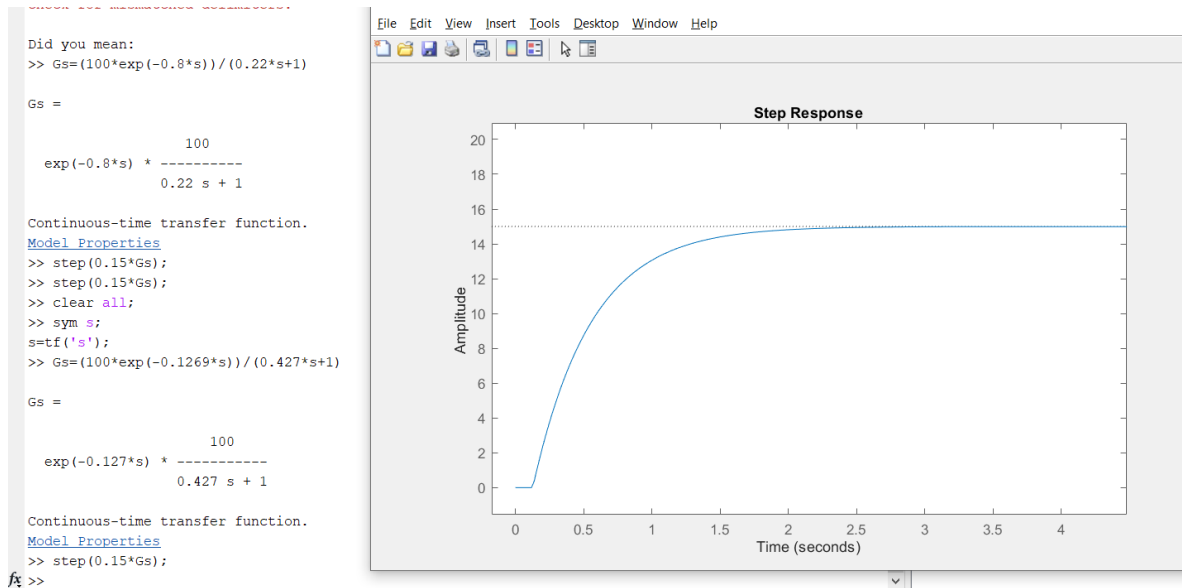 check for mismatched delimiters.
Did you mean:
>> Gs=(100*exp(-0.8*s))/(0.22*s+1)
Gs =
100
exp(-0.8*s) * ----------
0.22 s + 1
Continuous-time transfer function.
Model Properties
>> step(0.15*Gs);
>> step(0.15*Gs);
>> clear all;
>> sym s;
s=tf('s');
>> Gs=(100*exp(-0.1269*s))/(0.427*s+1)
Gs =
100
exp(-0.127*s) * -----------
0.427 s + 1
Continuous-time transfer function.
Model Properties
>> step(0.15*Gs);
fx >>
File Edit View Insert Tools Desktop Window Help
Step Response
20
18
16
14
12
10
8
6
4
2
0
Amplitude
0 0.5 1 1.5 2 2.5 3 3.5 4
Time (seconds)